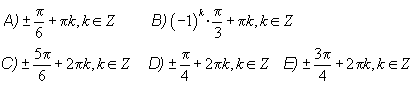 A) ± π/6 + πk, k ∈ Z B) (−1)^k · π/3 + πk, k ∈ Z
C) ± 5π/6 + 2πk, k ∈ Z D) ± π/4 + 2πk, k ∈ Z E) ± 3π/4 + 2πk, k ∈ Z